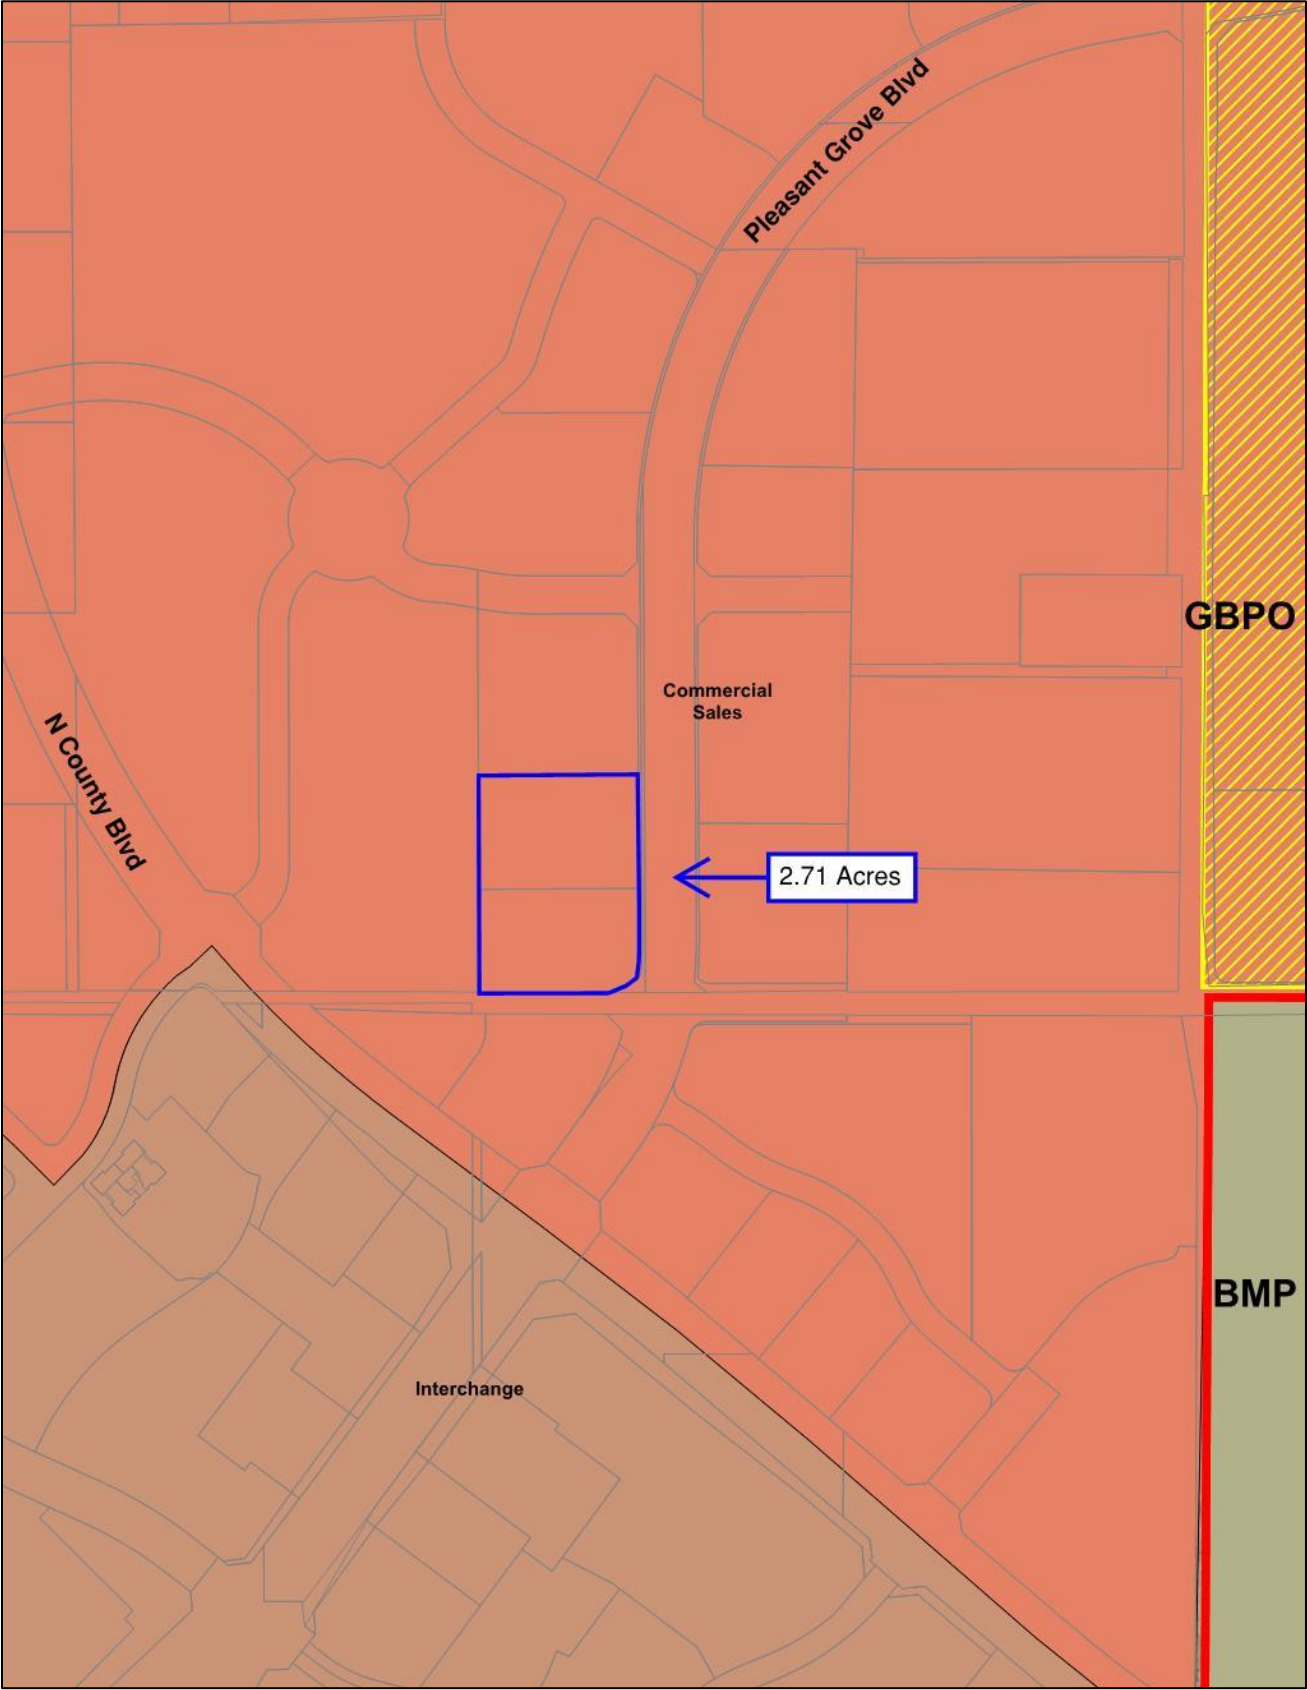 Pleasant Grove Blvd
GBPO
Commercial
Sales
N County Blvd
2.71 Acres
BMP
Interchange